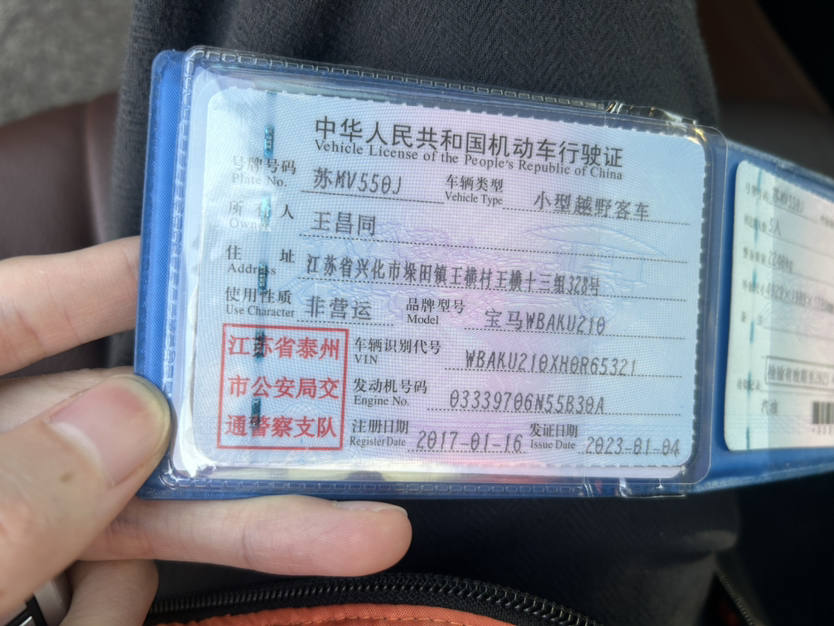 中华人民共和国机动车行驶证
Vehicle License of the People's Republic of China
号牌号码 苏MV550J 车辆类型 小型越野客车
Plate No. Vehicle Type
所有人 王昌同
Owner
住址 江苏省兴化市垛田镇王横村王横十三组328号
Address
使用性质 非营运 品牌型号 宝马WBAKU210
Use Character Model
江苏省泰州
市公安局交
通警察支队
车辆识别代号 WBAKU210XH0R65321
VIN
发动机号码 03339706N55B30A
Engine No.
注册日期 2017-01-16 发证日期 2023-01-04
Register Date Issue Date